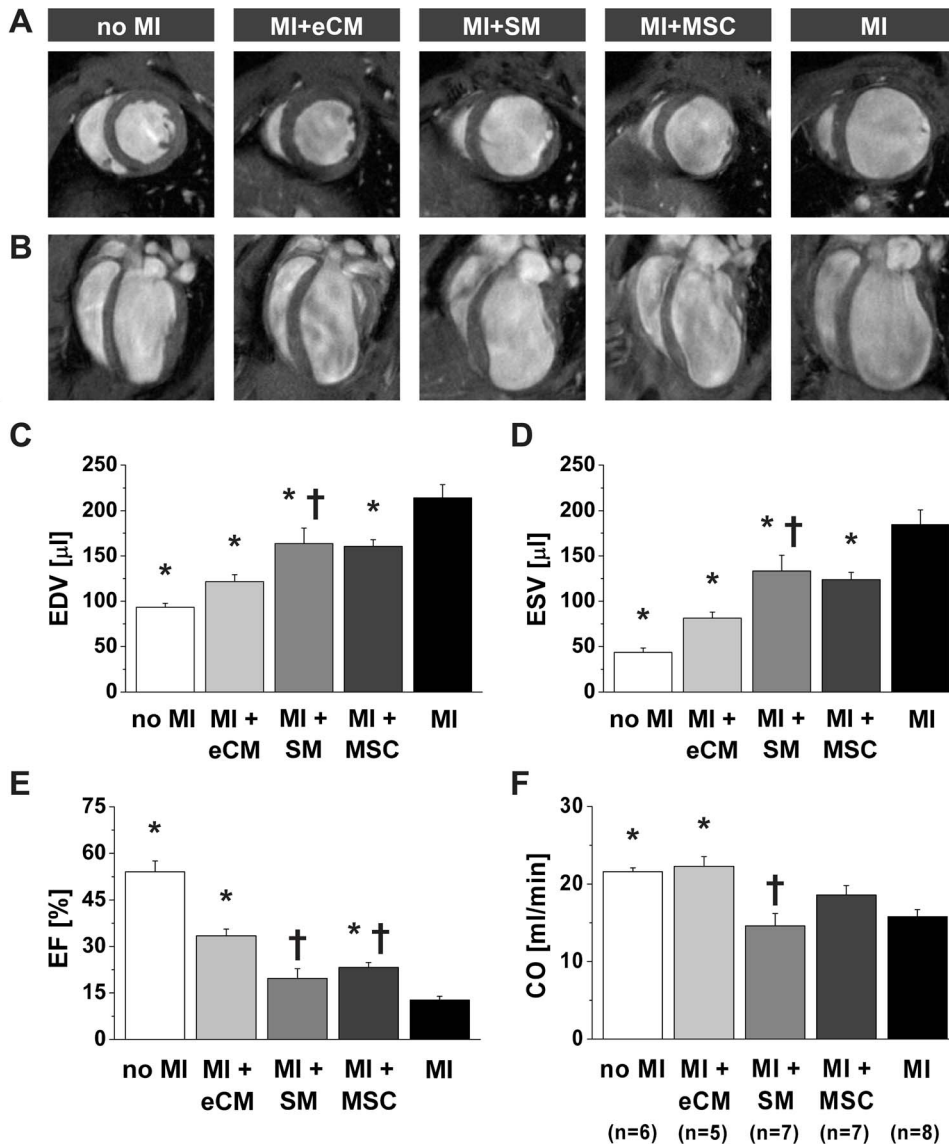 A no MI MI+eCM MI+SM MI+MSC MI
B
C D
250
200
150
100
50
0
EDV [µl]
* * * † * 
no MI MI + eCM MI + SM MI + MSC MI
250
200
150
100
50
0
ESV [µl]
* * * † *
no MI MI + eCM MI + SM MI + MSC MI
E F
75
60
45
30
15
0
EF [%]
* * † * †
no MI MI + eCM MI + SM MI + MSC MI
30
20
10
0
CO [ml/min]
* * †
no MI MI + eCM MI + SM MI + MSC MI
(n=6) (n=5) (n=7) (n=7) (n=8)